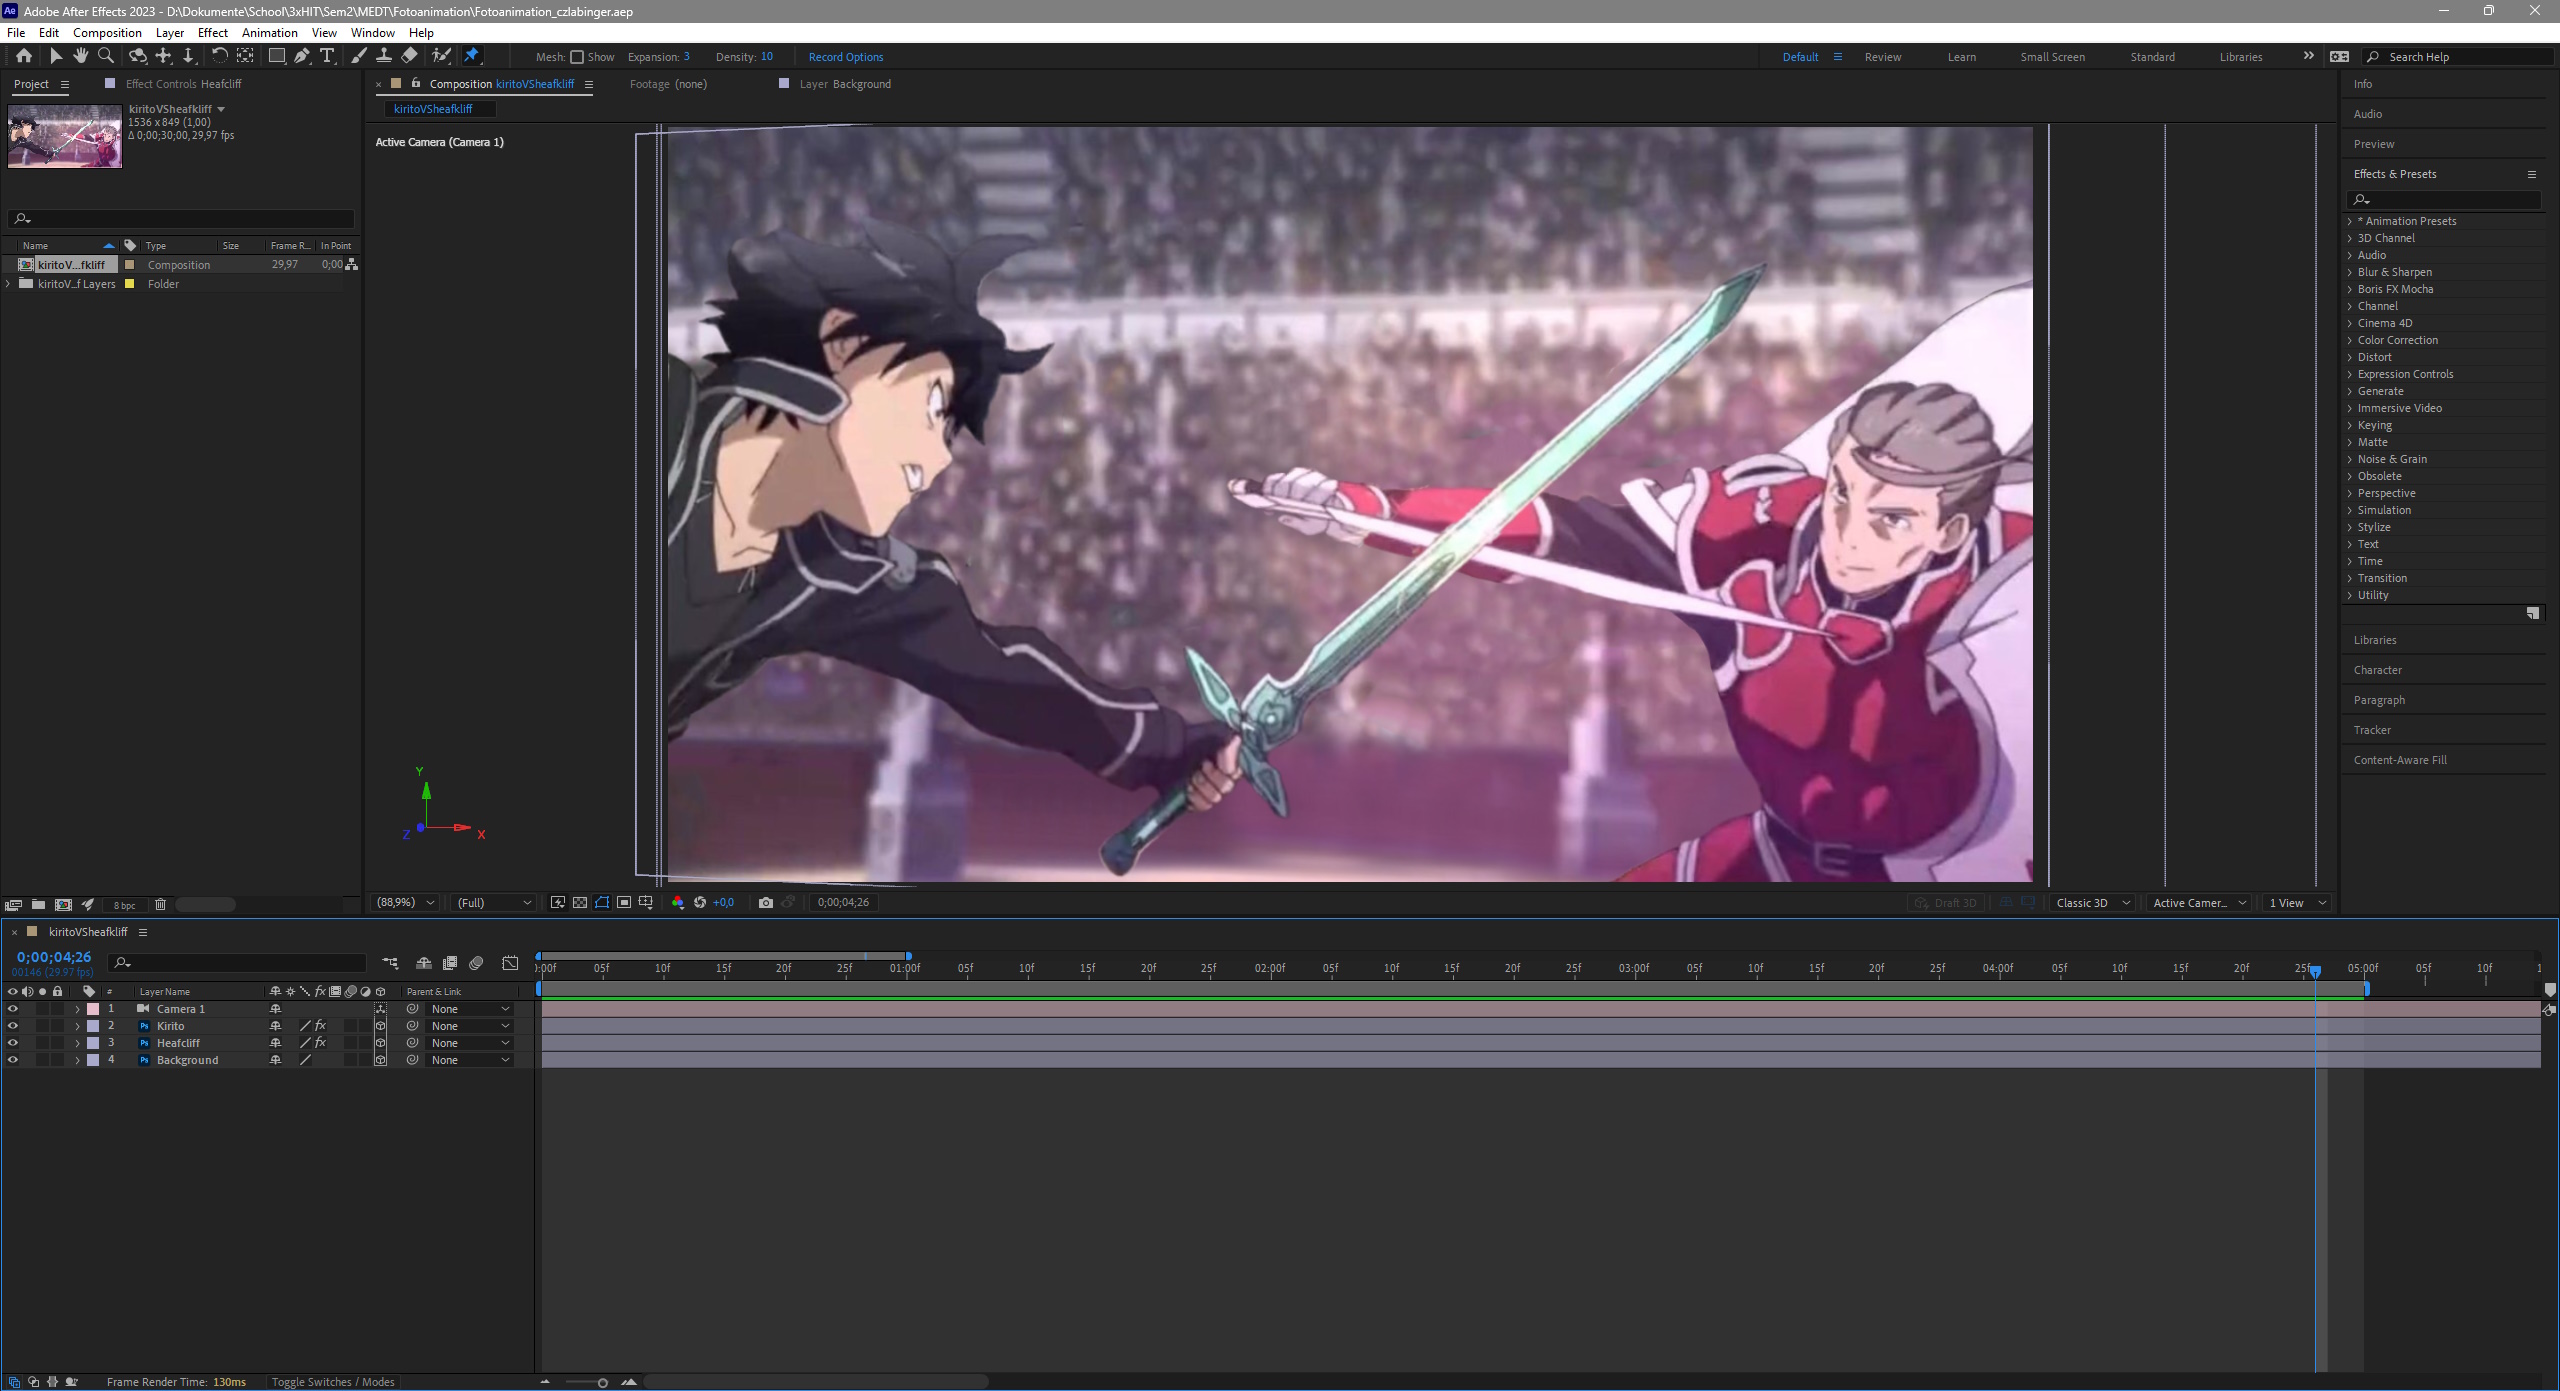 Adobe After Effects 2023 - D:\Dokumente\School\3xHIT\Sem2\MEDT\Fotoanimation\Fotoanimation_czlabinger.aep
File Edit Composition Layer Effect Animation View Window Help
Mesh: Show Expansion: 3 Density: 10 Record Options Default Review Learn Small Screen Standard Libraries Search Help
Project Effect Controls Heafcliff
kiritoVSheafkliff
1536 x 849 (1,00)
Δ 0;00;30;00, 29,97 fps
Name Type Size Frame R... In Point
kiritoV...fkliff Composition 29,97 0;00
kiritoV...f Layers Folder
8 bpc
Composition kiritoVSheafkliff Footage (none) Layer Background
kiritoVSheafkliff
Active Camera (Camera 1)
Y
Z
X
(88,9%) (Full) +0,0 0;00;04;26 Draft 3D Classic 3D Active Camer... 1 View
Info
Audio
Preview
Effects & Presets
* Animation Presets
3D Channel
Audio
Blur & Sharpen
Boris FX Mocha
Channel
Cinema 4D
Color Correction
Distort
Expression Controls
Generate
Immersive Video
Keying
Matte
Noise & Grain
Obsolete
Perspective
Simulation
Stylize
Text
Time
Transition
Utility
Libraries
Character
Paragraph
Tracker
Content-Aware Fill
kiritoVSheafkliff
0;00;04;26
00146 (29.97 fps)
):00f 05f 10f 15f 20f 25f 01:00f 05f 10f 15f 20f 25f 02:00f 05f 10f 15f 20f 25f 03:00f 05f 10f 15f 20f 25f 04:00f 05f 10f 15f 20f 25f 05:00f 05f 10f 1
# Layer Name fx Parent & Link
1 Camera 1 None
2 Ps Kirito fx None
3 Ps Heafcliff fx None
4 Ps Background None
Frame Render Time: 130ms Toggle Switches / Modes